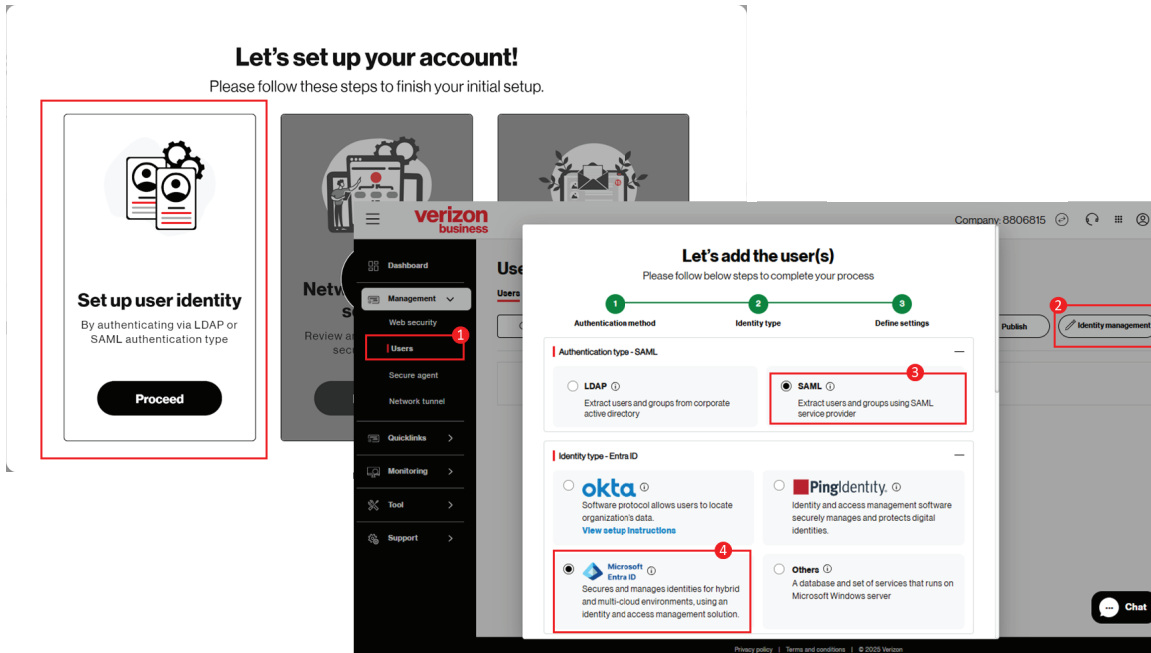 Let's set up your account!
Please follow these steps to finish your initial setup.
Set up user identity
By authenticating via LDAP or
SAML authentication type
Proceed
verizon
business
Company: 8806815
Dashboard
Management
Web security
1
Users
Secure agent
Network tunnel
Quicklinks
Monitoring
Tool
Support
Users
2
Publish
Identity management
Let's add the user(s)
Please follow below steps to complete your process
1
2
3
Authentication method
Identity type
Define settings
Authentication type - SAML
3
LDAP
Extract users and groups from corporate
active directory
SAML
Extract users and groups using SAML
service provider
Identity type - Entra ID
okta
Software protocol allows users to locate
organization's data.
View setup instructions
PingIdentity.
Identity and access management software
securely manages and protects digital
identities.
4
Microsoft
Entra ID
Secures and manages identities for hybrid
and multi-cloud environments, using an
identity and access management solution.
Others
A database and set of services that runs on
Microsoft Windows server
Chat
Privacy policy | Terms and conditions | © 2025 Verizon